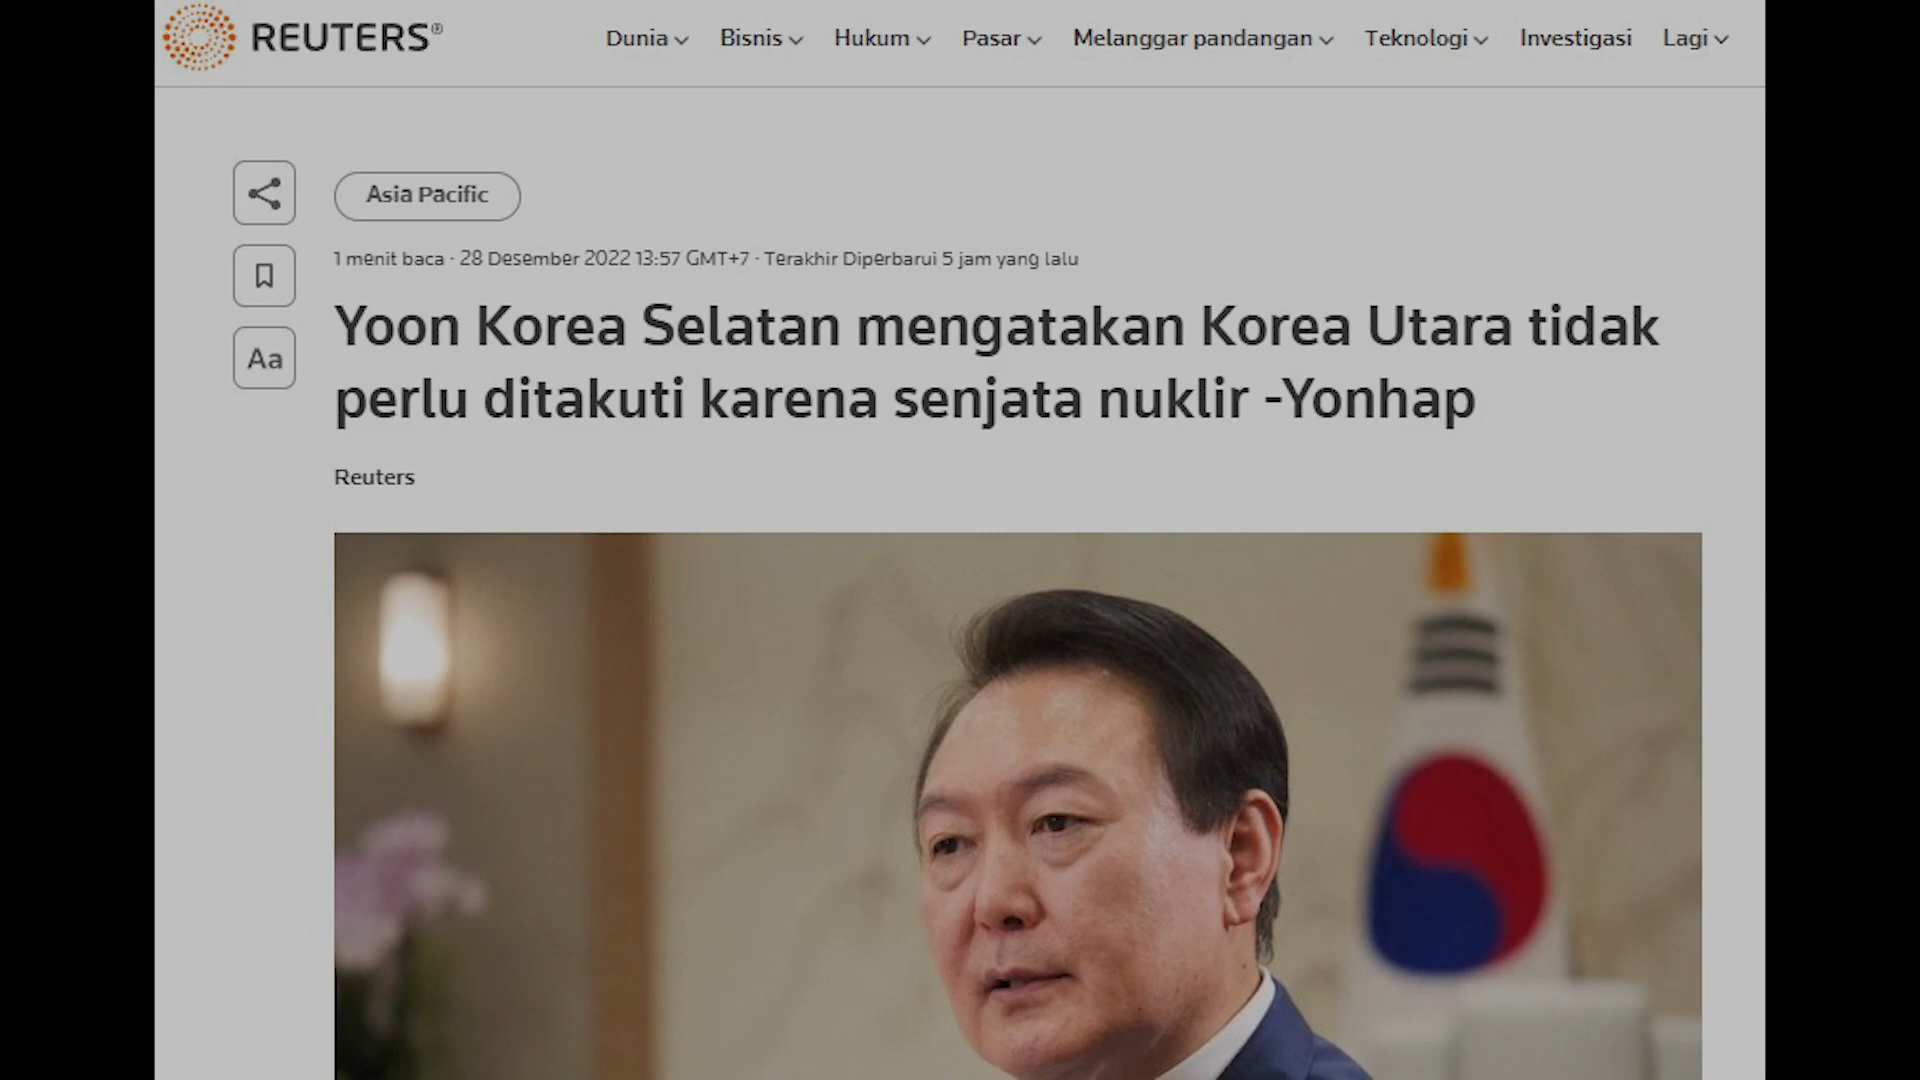 REUTERS®
Dunia Bisnis Hukum Pasar Melanggar pandangan Teknologi Investigasi Lagi
Asia Pacific
1 menit baca · 28 Desember 2022 13:57 GMT+7 · Terakhir Diperbarui 5 jam yang lalu
Aa
Yoon Korea Selatan mengatakan Korea Utara tidak
perlu ditakuti karena senjata nuklir -Yonhap
Reuters